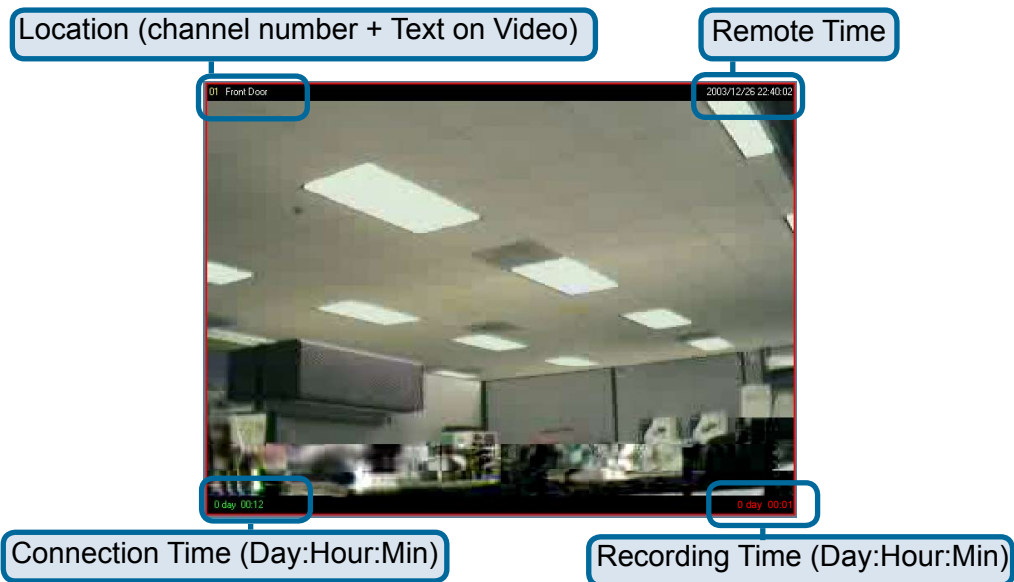 Location (channel number + Text on Video)
Remote Time
01 Front Door
2003/12/26 22:40:02
0 day 00:12
0 day 00:01
Connection Time (Day:Hour:Min)
Recording Time (Day:Hour:Min)